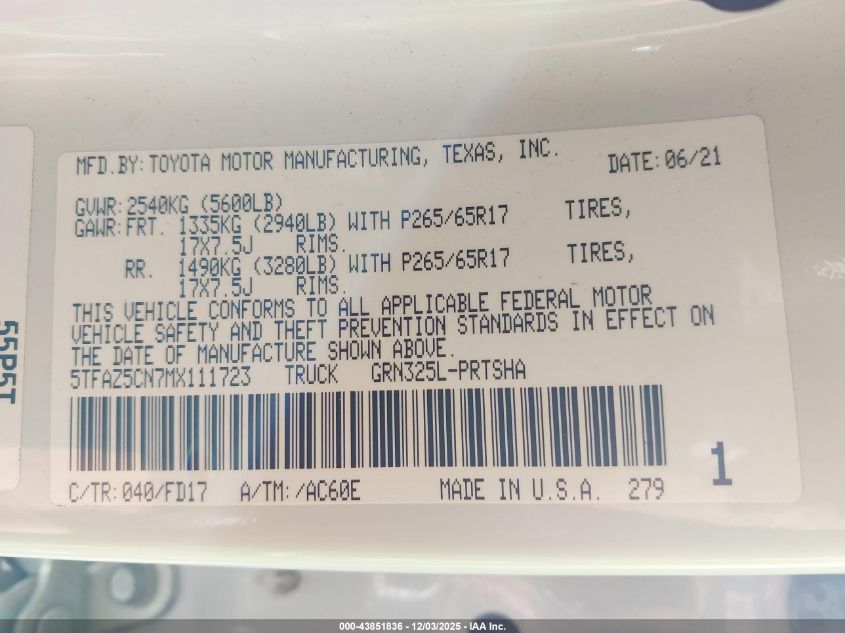 MFD.BY: TOYOTA MOTOR MANUFACTURING, TEXAS, INC. DATE: 06/21
GVWR: 2540KG (5600LB)
GAWR: FRT. 1335KG (2940LB) WITH P265/65R17 TIRES,
17X7.5J RIMS.
RR. 1490KG (3280LB) WITH P265/65R17 TIRES,
17X7.5J RIMS.
THIS VEHICLE CONFORMS TO ALL APPLICABLE FEDERAL MOTOR
VEHICLE SAFETY AND THEFT PREVENTION STANDARDS IN EFFECT ON
THE DATE OF MANUFACTURE SHOWN ABOVE.
5TFAZ5CN7MX111723 TRUCK GRN325L-PRTSHA
C/TR: 040/FD17 A/TM: /AC60E MADE IN U.S.A. 279
1
55P5T
000-43851836 - 12/03/2025 - IAA Inc.